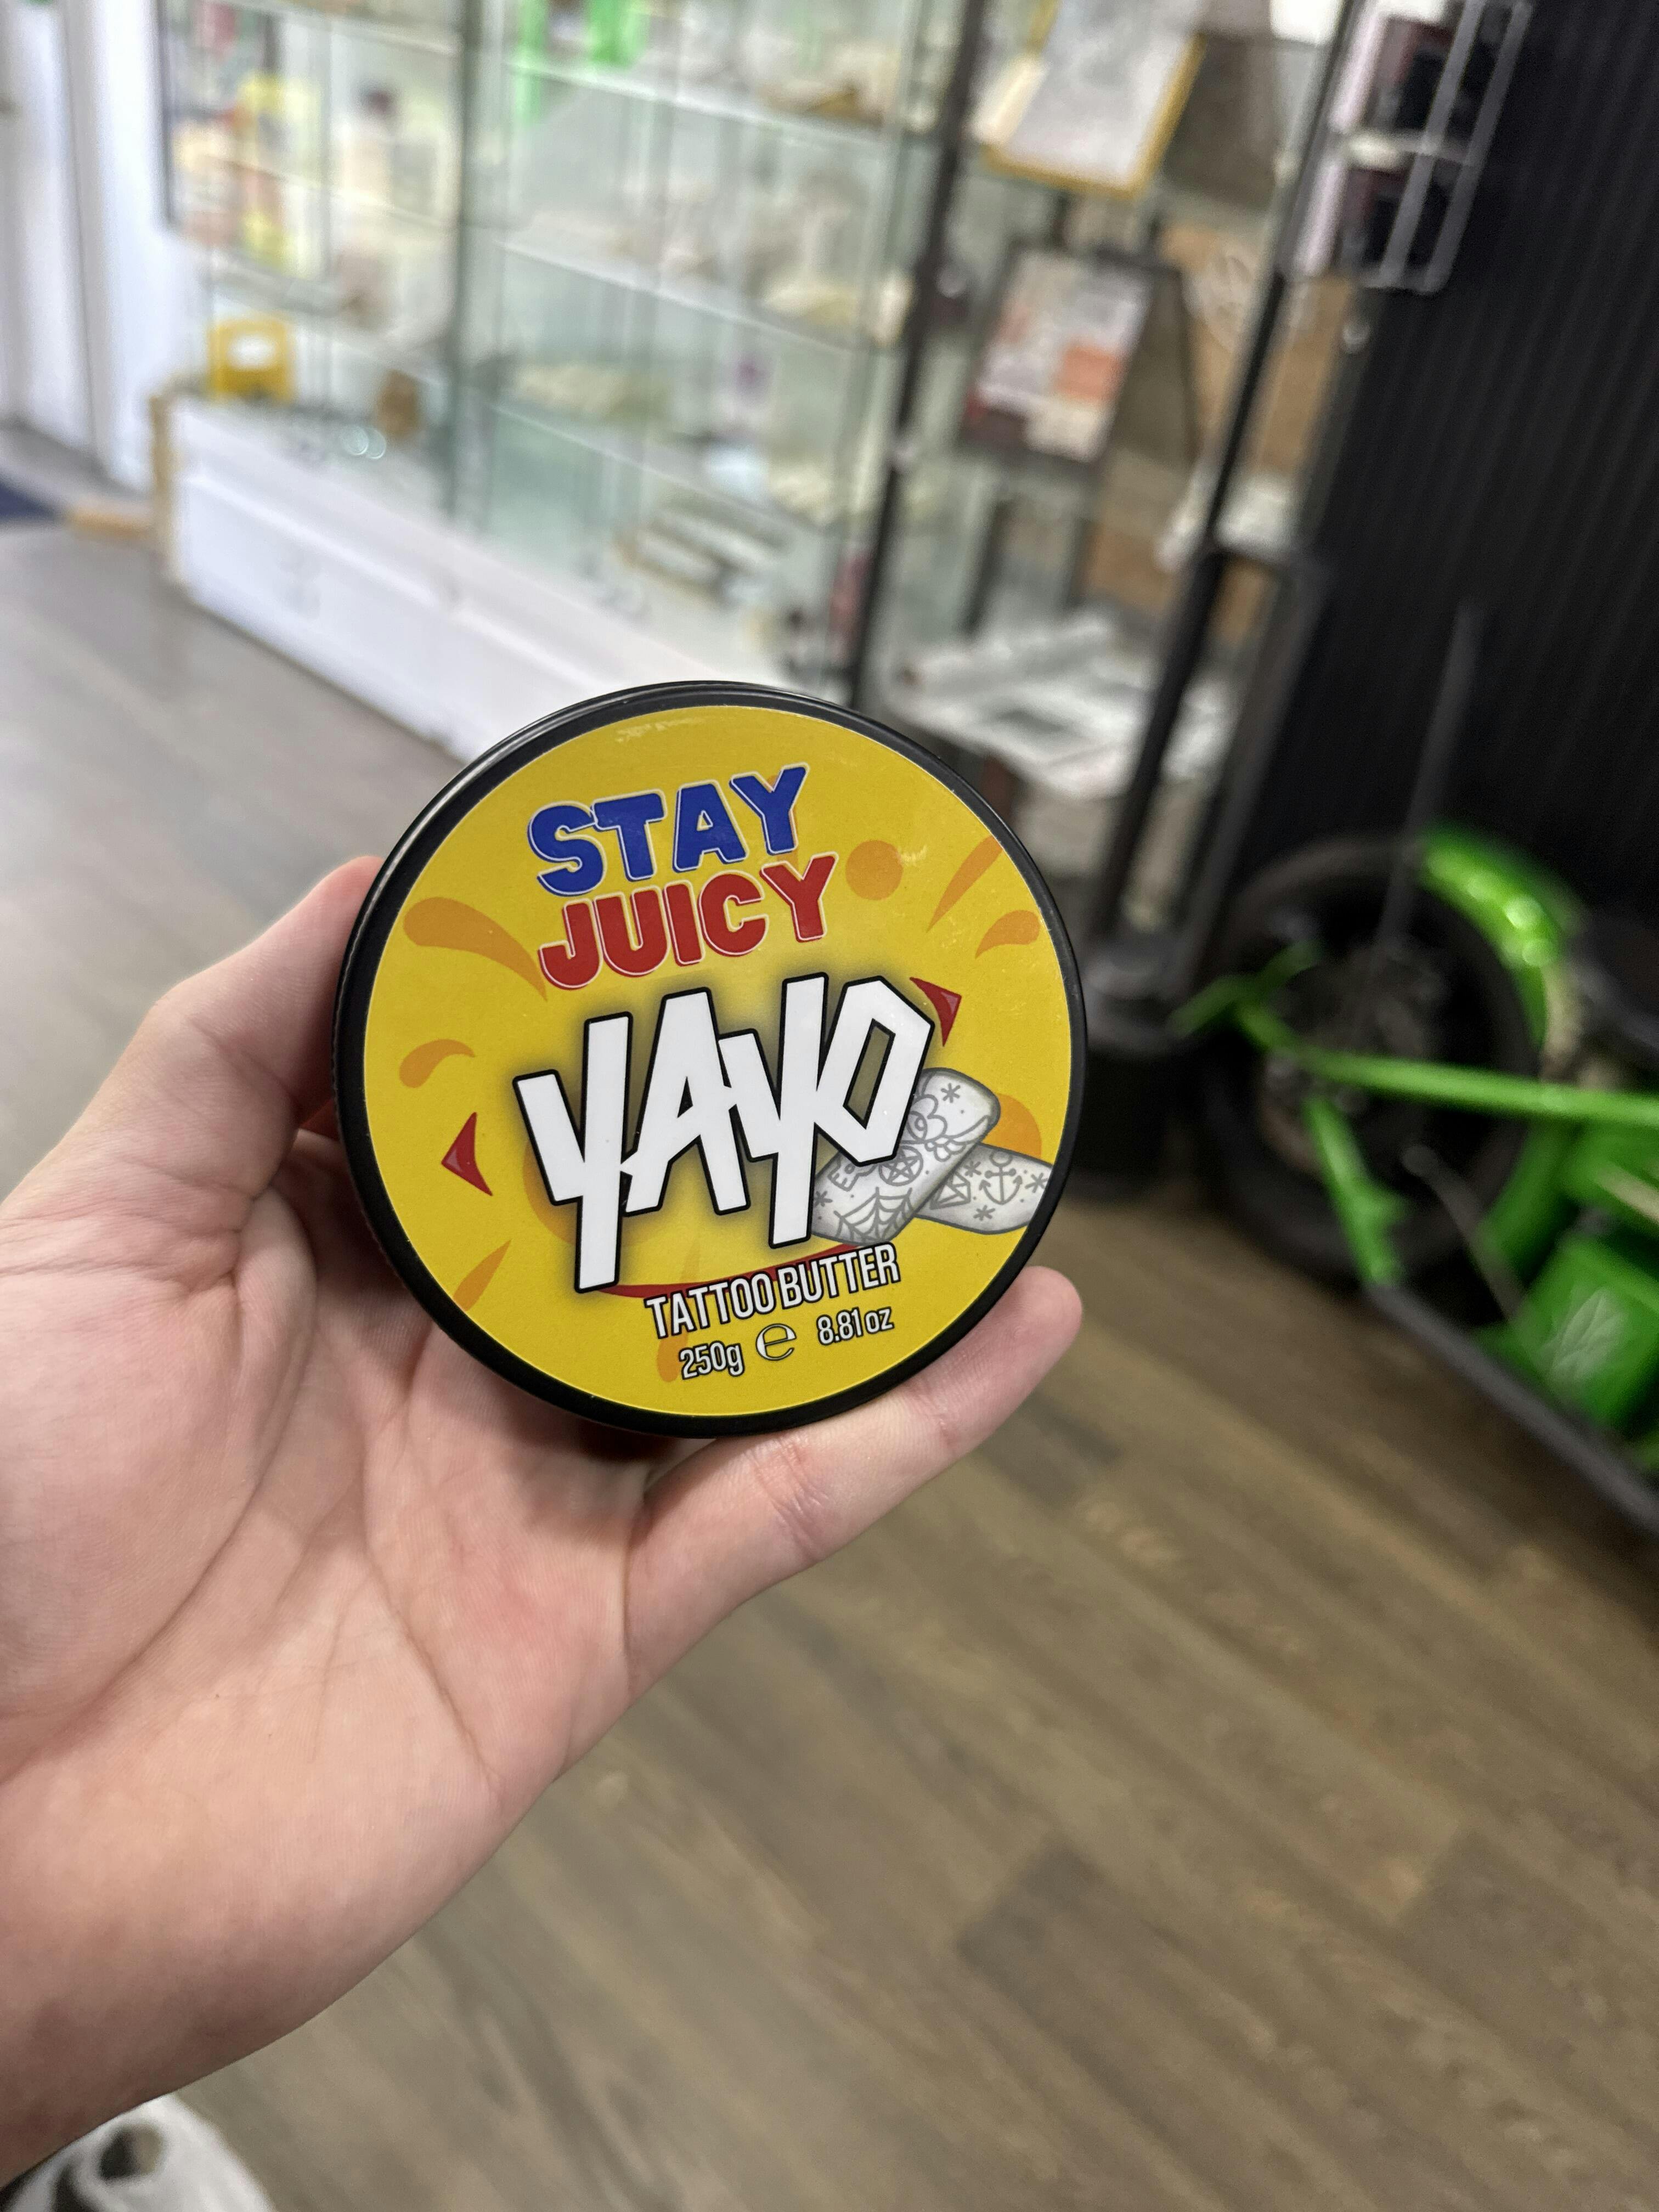 STAY
JUICY
YAYO
TATTOO BUTTER
250g e 8.81oz